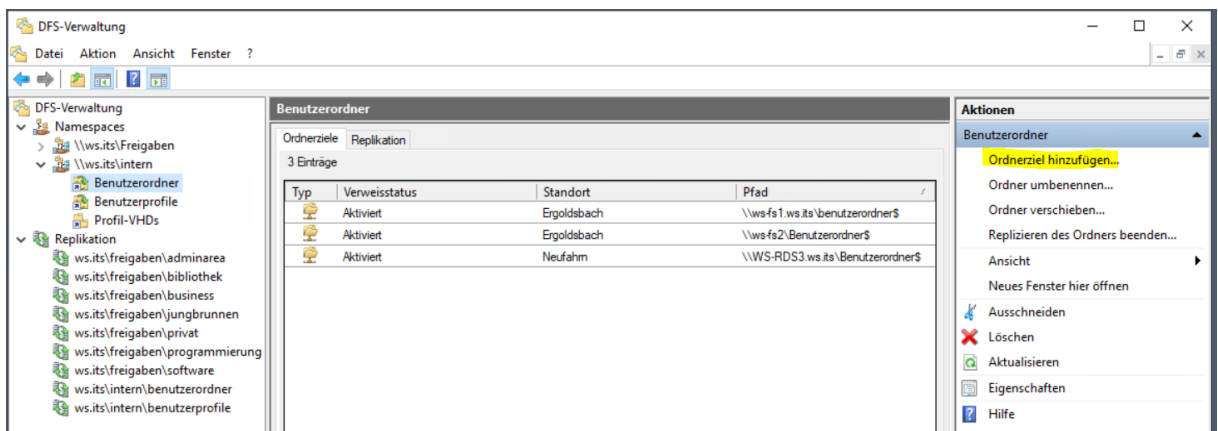 DFS-Verwaltung
Datei Aktion Ansicht Fenster ?
DFS-Verwaltung
Namespaces
\\ws.its\Freigaben
\\ws.its\intern
Benutzerordner
Benutzerprofile
Profil-VHDs
Replikation
ws.its\freigaben\adminarea
ws.its\freigaben\bibliothek
ws.its\freigaben\business
ws.its\freigaben\jungbrunnen
ws.its\freigaben\privat
ws.its\freigaben\programmierung
ws.its\freigaben\software
ws.its\intern\benutzerordner
ws.its\intern\benutzerprofile
Benutzerordner
Ordnerziele Replikation
3 Einträge
Typ Verweisstatus Standort Pfad
Aktiviert Ergoldsbach \\ws-fs1.ws.its\benutzerordner$
Aktiviert Ergoldsbach \\ws-fs2\Benutzerordner$
Aktiviert Neufahrn \\WS-RDS3.ws.its\Benutzerordner$
Aktionen
Benutzerordner
Ordnerziel hinzufügen...
Ordner umbenennen...
Ordner verschieben...
Replizieren des Ordners beenden...
Ansicht
Neues Fenster hier öffnen
Ausschneiden
Löschen
Aktualisieren
Eigenschaften
Hilfe